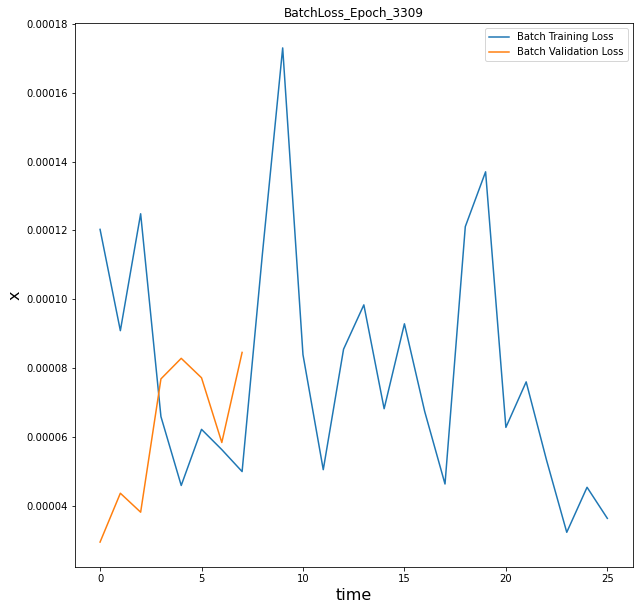 BatchLoss_Epoch_3309
Batch Training Loss
Batch Validation Loss
0.00018
0.00016
0.00014
0.00012
0.00010
0.00008
0.00006
0.00004
x
0 5 10 15 20 25
time